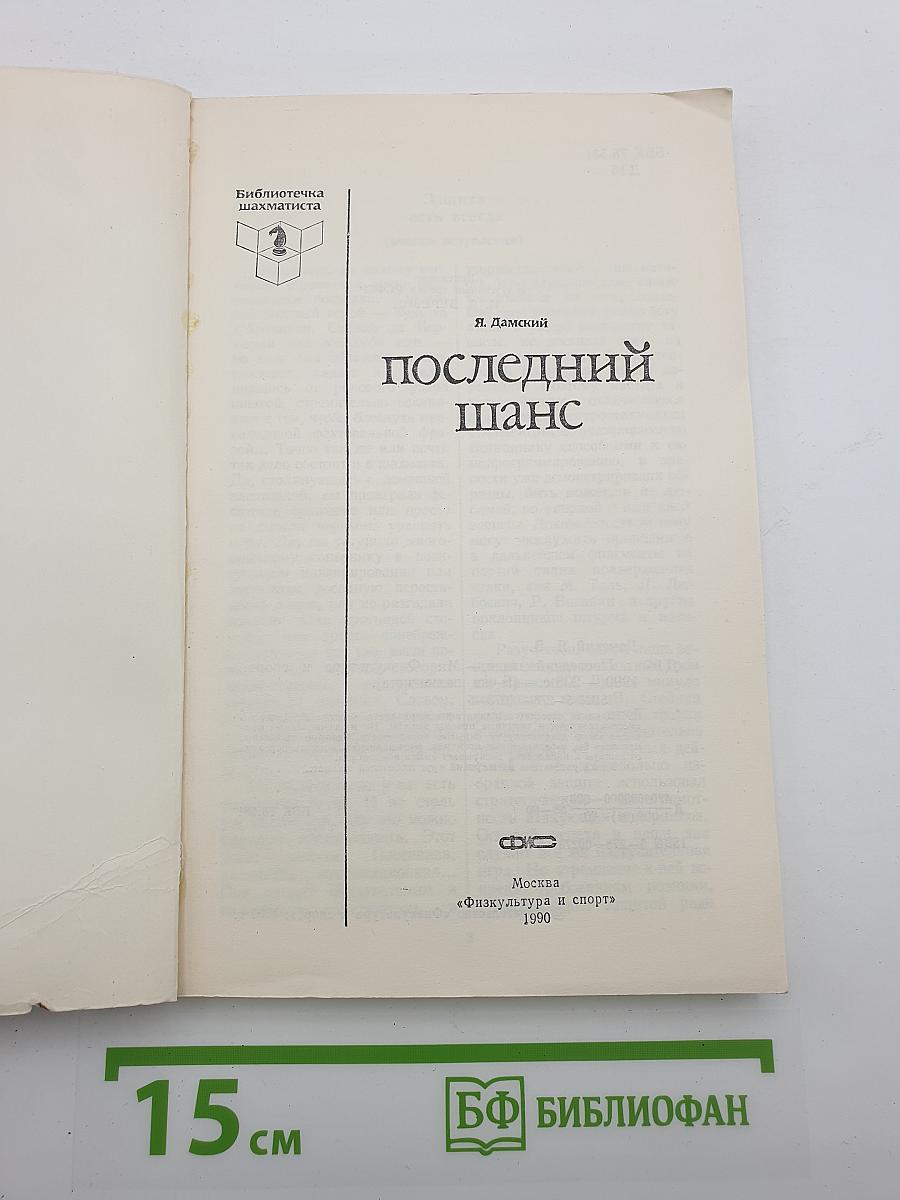 Библиотечка
шахматиста
Я. Дамский
последний
шанс
ФиС
Москва
«Физкультура и спорт»
1990
15 см
БФ БИБЛИОФАН